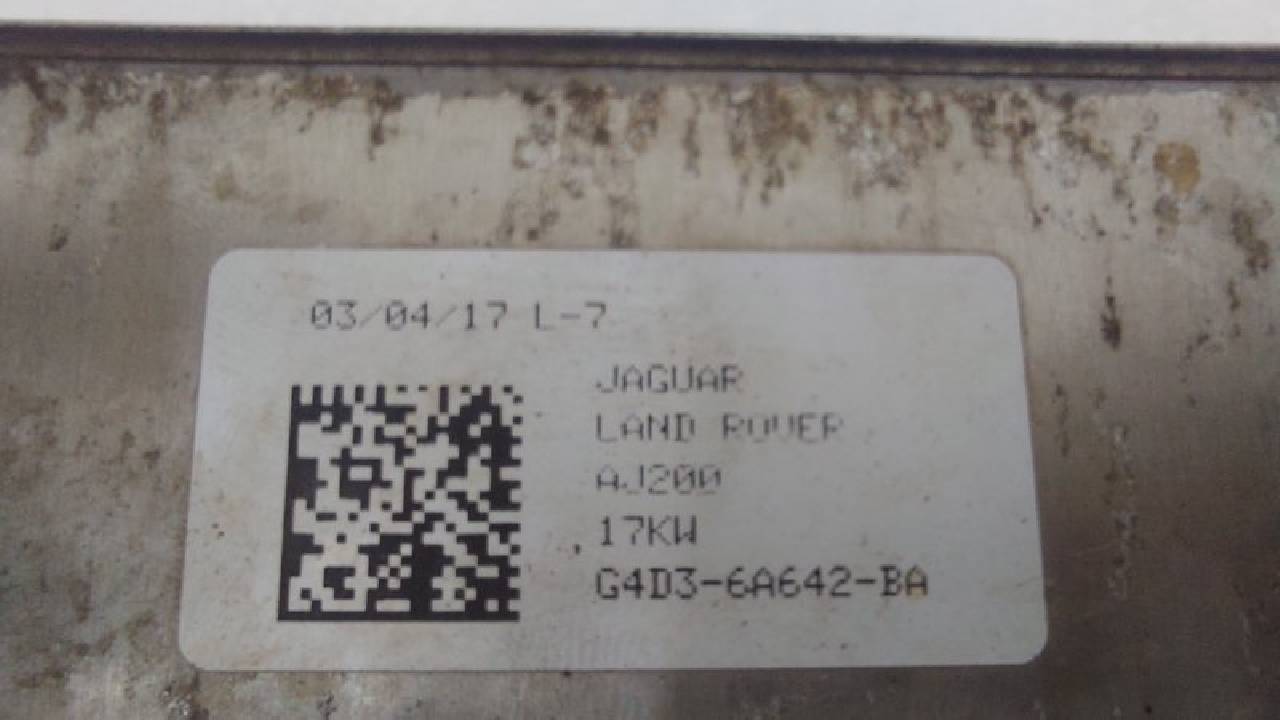 03/04/17 L-7
JAGUAR
LAND ROVER
AJ200
17KW
G4D3-6A642-BA